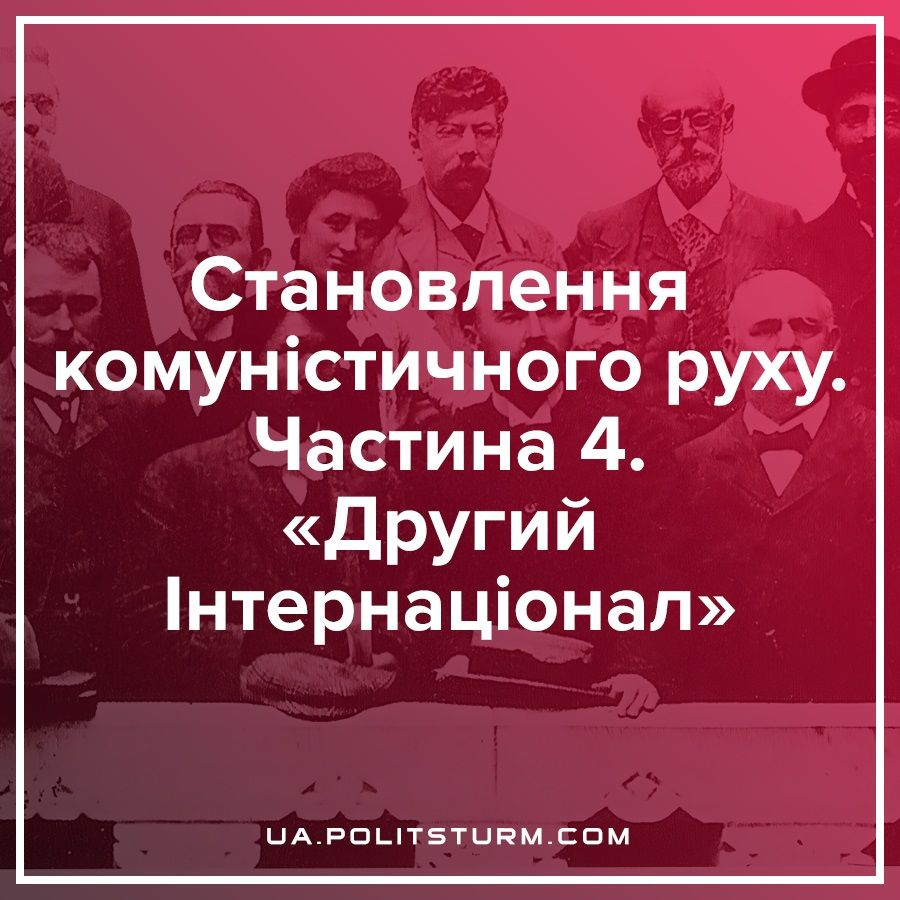 Становлення
комуністичного руху.
Частина 4.
«Другий
Інтернаціонал»
UA.POLITSTURM.COM